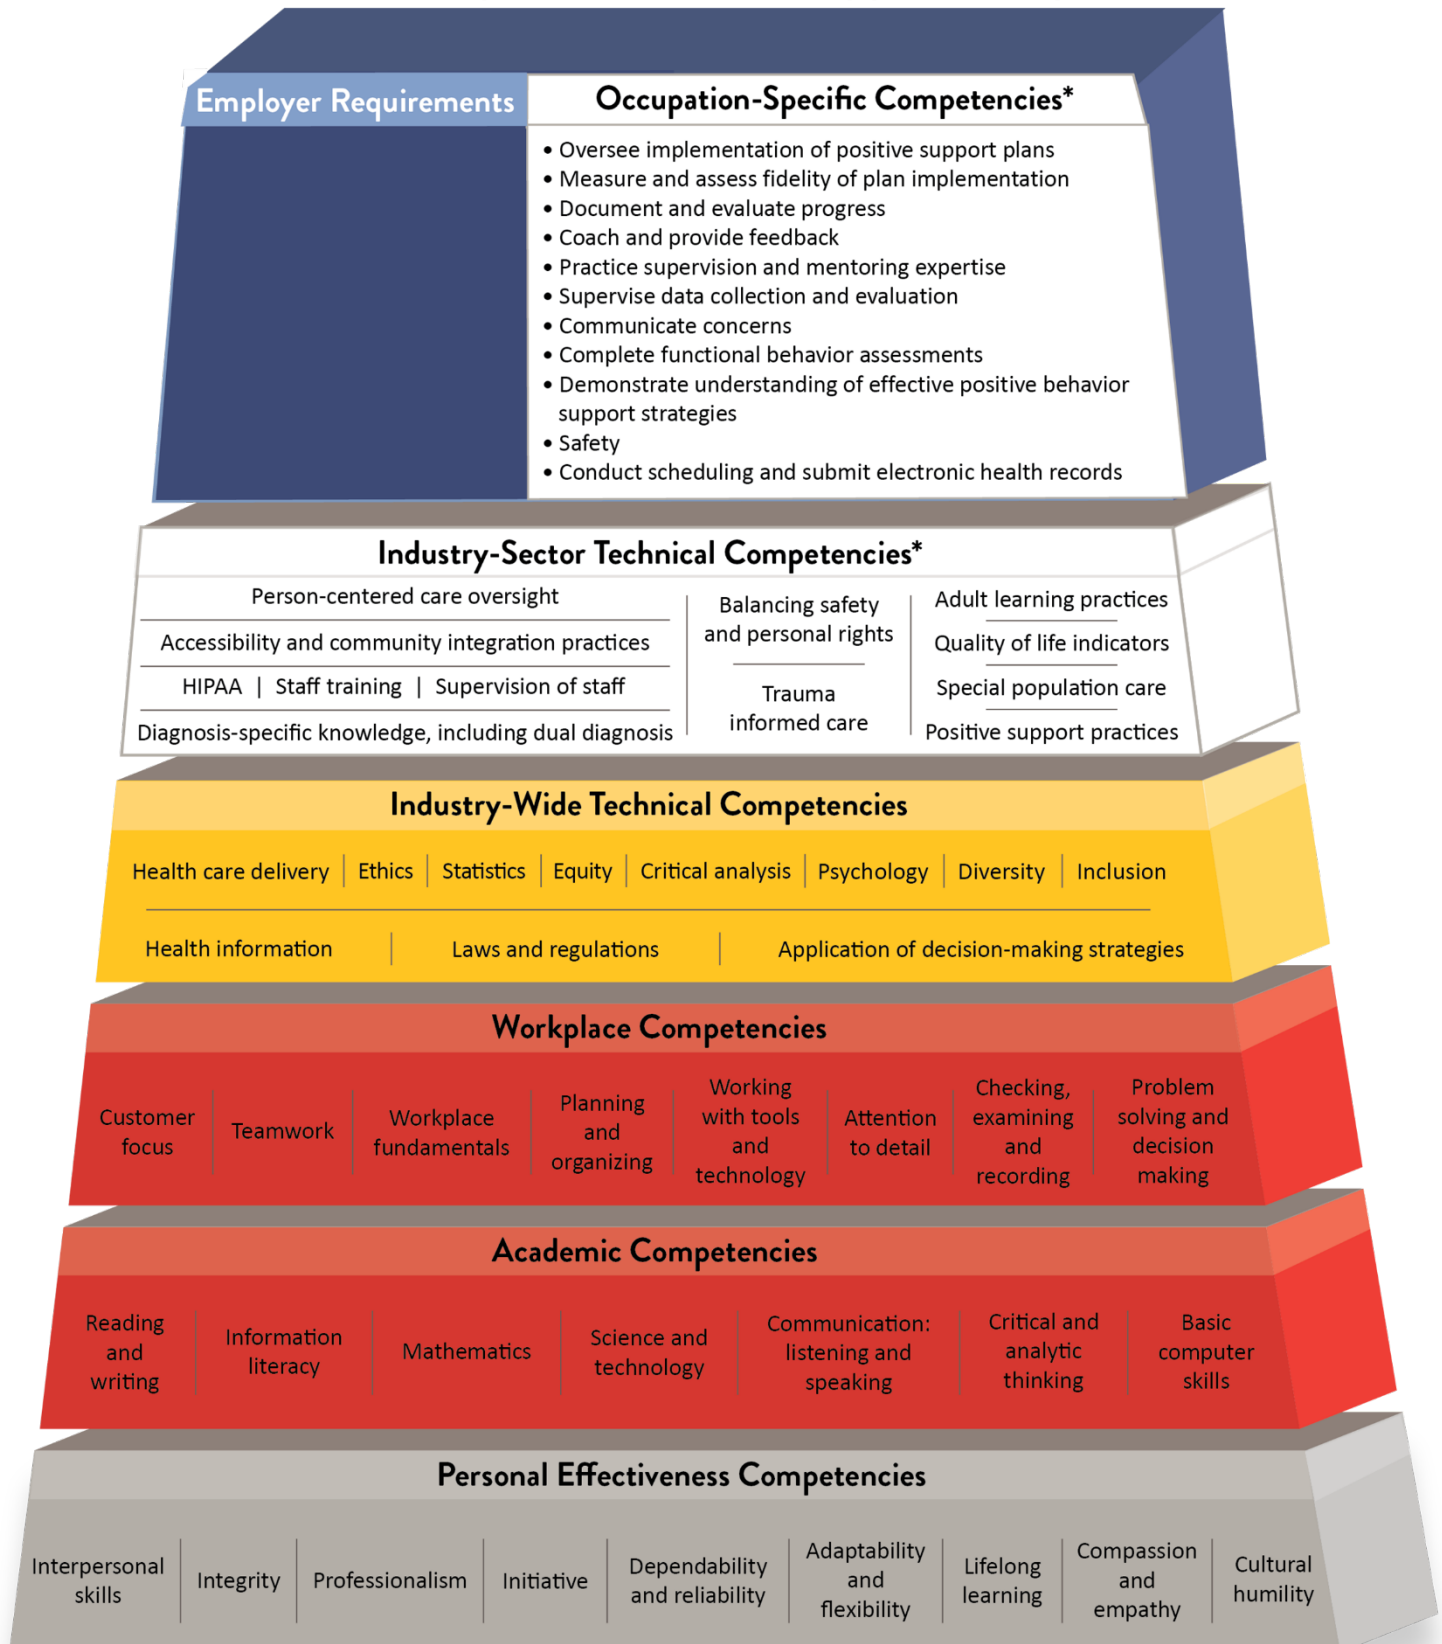 Employer Requirements
Occupation-Specific Competencies*
• Oversee implementation of positive support plans
• Measure and assess fidelity of plan implementation
• Document and evaluate progress
• Coach and provide feedback
• Practice supervision and mentoring expertise
• Supervise data collection and evaluation
• Communicate concerns
• Complete functional behavior assessments
• Demonstrate understanding of effective positive behavior
support strategies
• Safety
• Conduct scheduling and submit electronic health records
Industry-Sector Technical Competencies*
Person-centered care oversight
Accessibility and community integration practices
HIPAA | Staff training | Supervision of staff
Diagnosis-specific knowledge, including dual diagnosis
Balancing safety
and personal rights
Trauma
informed care
Adult learning practices
Quality of life indicators
Special population care
Positive support practices
Industry-Wide Technical Competencies
Health care delivery | Ethics | Statistics | Equity | Critical analysis | Psychology | Diversity | Inclusion
Health information | Laws and regulations | Application of decision-making strategies
Workplace Competencies
Customer
focus
Teamwork
Workplace
fundamentals
Planning
and
organizing
Working
with tools
and
technology
Attention
to detail
Checking,
examining
and
recording
Problem
solving and
decision
making
Academic Competencies
Reading
and
writing
Information
literacy
Mathematics
Science and
technology
Communication:
listening and
speaking
Critical and
analytic
thinking
Basic
computer
skills
Personal Effectiveness Competencies
Interpersonal
skills
Integrity
Professionalism
Initiative
Dependability
and reliability
Adaptability
and
flexibility
Lifelong
learning
Compassion
and
empathy
Cultural
humility